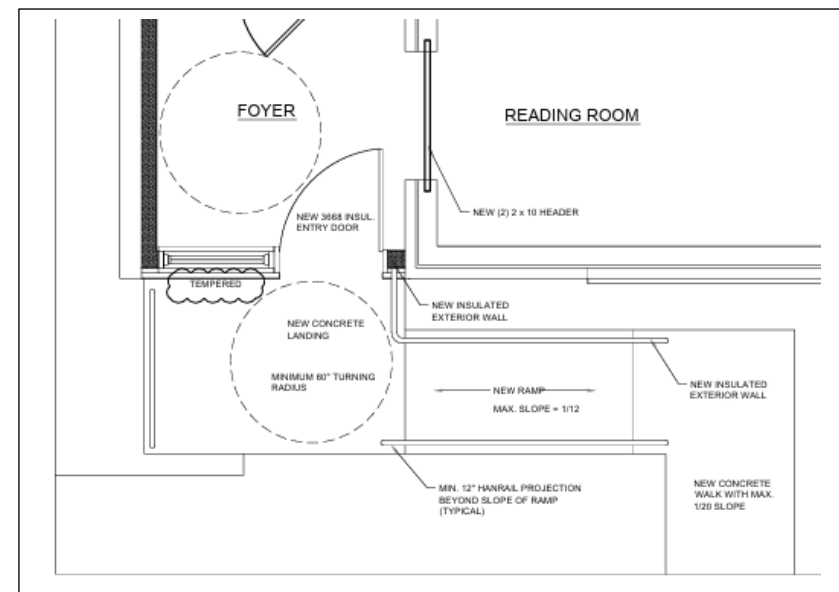 FOYER
READING ROOM
NEW (2) 2 x 10 HEADER
NEW 3668 INSUL.
ENTRY DOOR
TEMPERED
NEW INSULATED
EXTERIOR WALL
NEW CONCRETE
LANDING
MINIMUM 60" TURNING
RADIUS
NEW RAMP
MAX. SLOPE = 1/12
NEW INSULATED
EXTERIOR WALL
MIN. 12" HANRAIL PROJECTION
BEYOND SLOPE OF RAMP
(TYPICAL)
NEW CONCRETE
WALK WITH MAX.
1/20 SLOPE